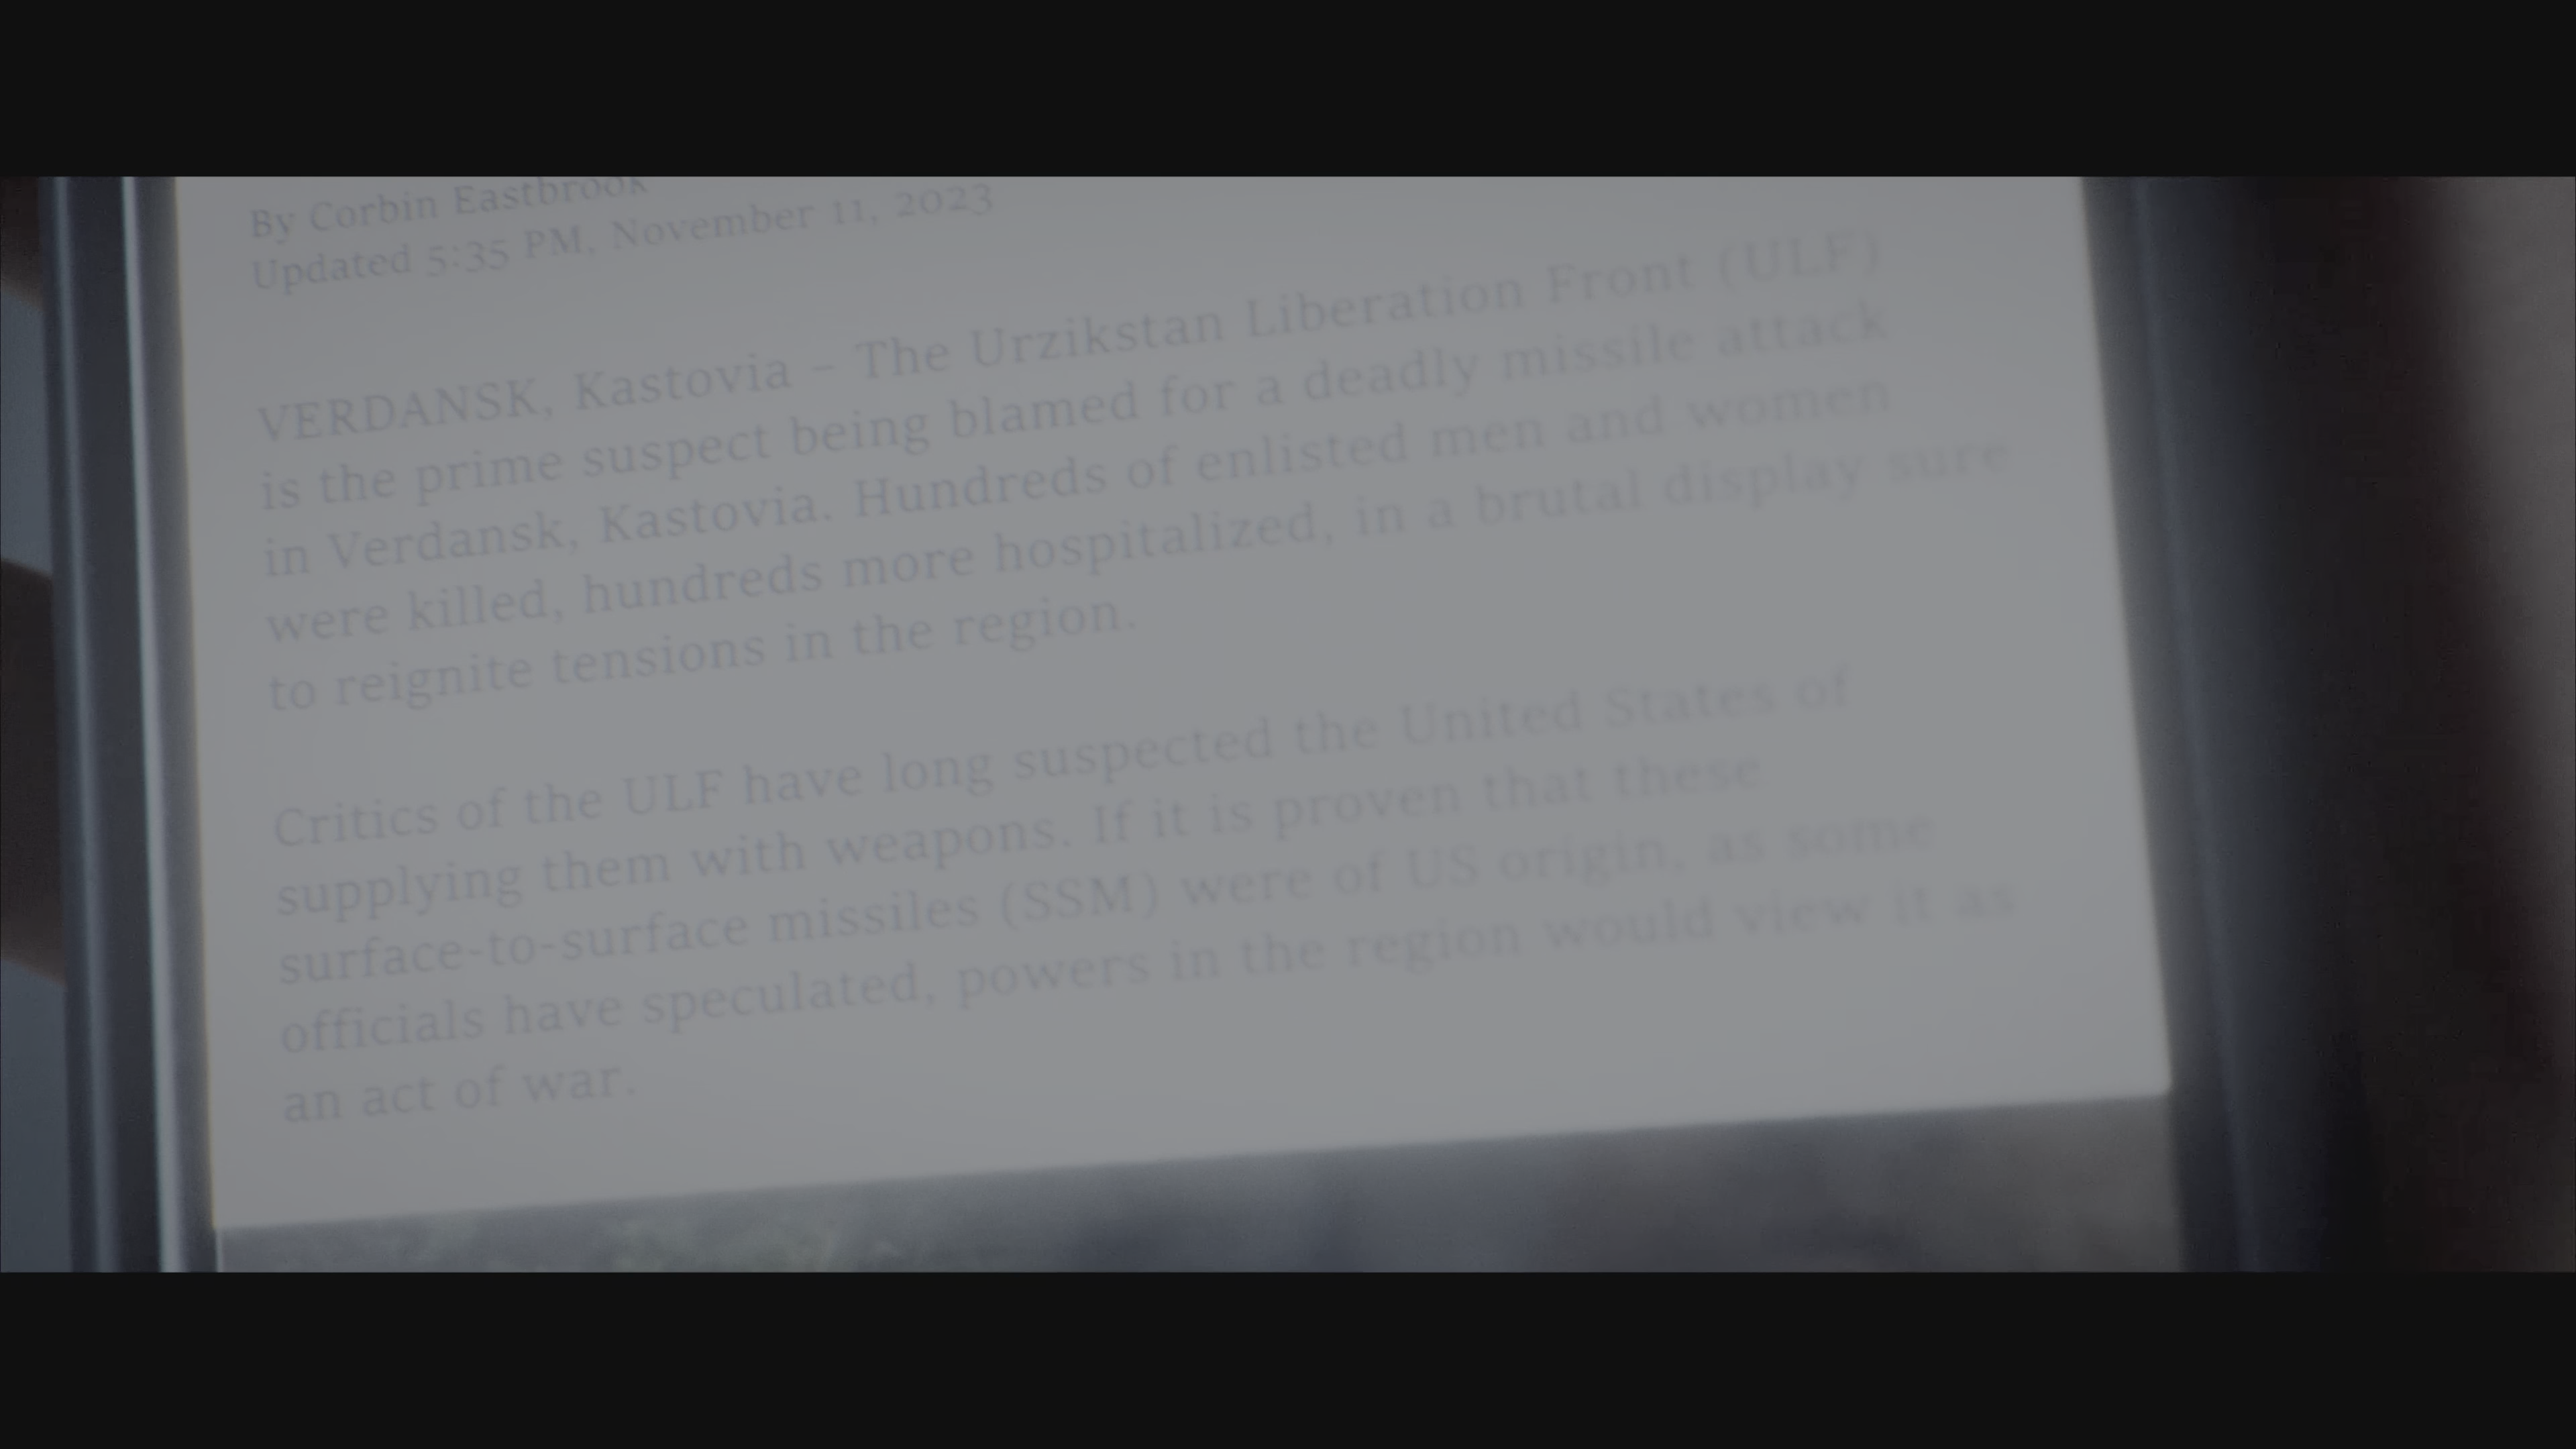 By Corbin Eastbrook
Updated 5:35 PM, November 11, 2023
VERDANSK, Kastovia – The Urzikstan Liberation Front (ULF)
is the prime suspect being blamed for a deadly missile attack
in Verdansk, Kastovia. Hundreds of enlisted men and women
were killed, hundreds more hospitalized, in a brutal display sure
to reignite tensions in the region.
Critics of the ULF have long suspected the United States of
supplying them with weapons. If it is proven that these
surface-to-surface missiles (SSM) were of US origin, as some
officials have speculated, powers in the region would view it as
an act of war.